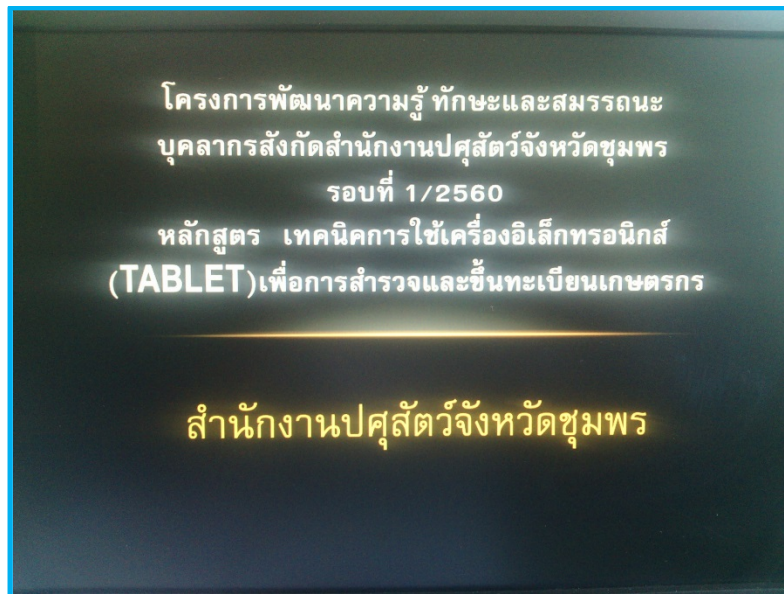 โครงการพัฒนาความรู้ ทักษะและสมรรถนะ
บุคลากรสังกัดสำนักงานปศุสัตว์จังหวัดชุมพร
รอบที่ 1/2560
หลักสูตร เทคนิคการใช้เครื่องอิเล็กทรอนิกส์
(TABLET)เพื่อการสำรวจและขึ้นทะเบียนเกษตรกร
สำนักงานปศุสัตว์จังหวัดชุมพร